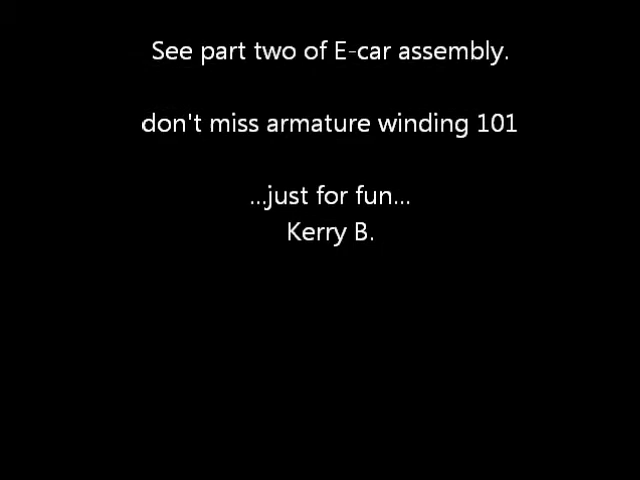 See part two of E-car assembly.
don't miss armature winding 101
...just for fun...
Kerry B.